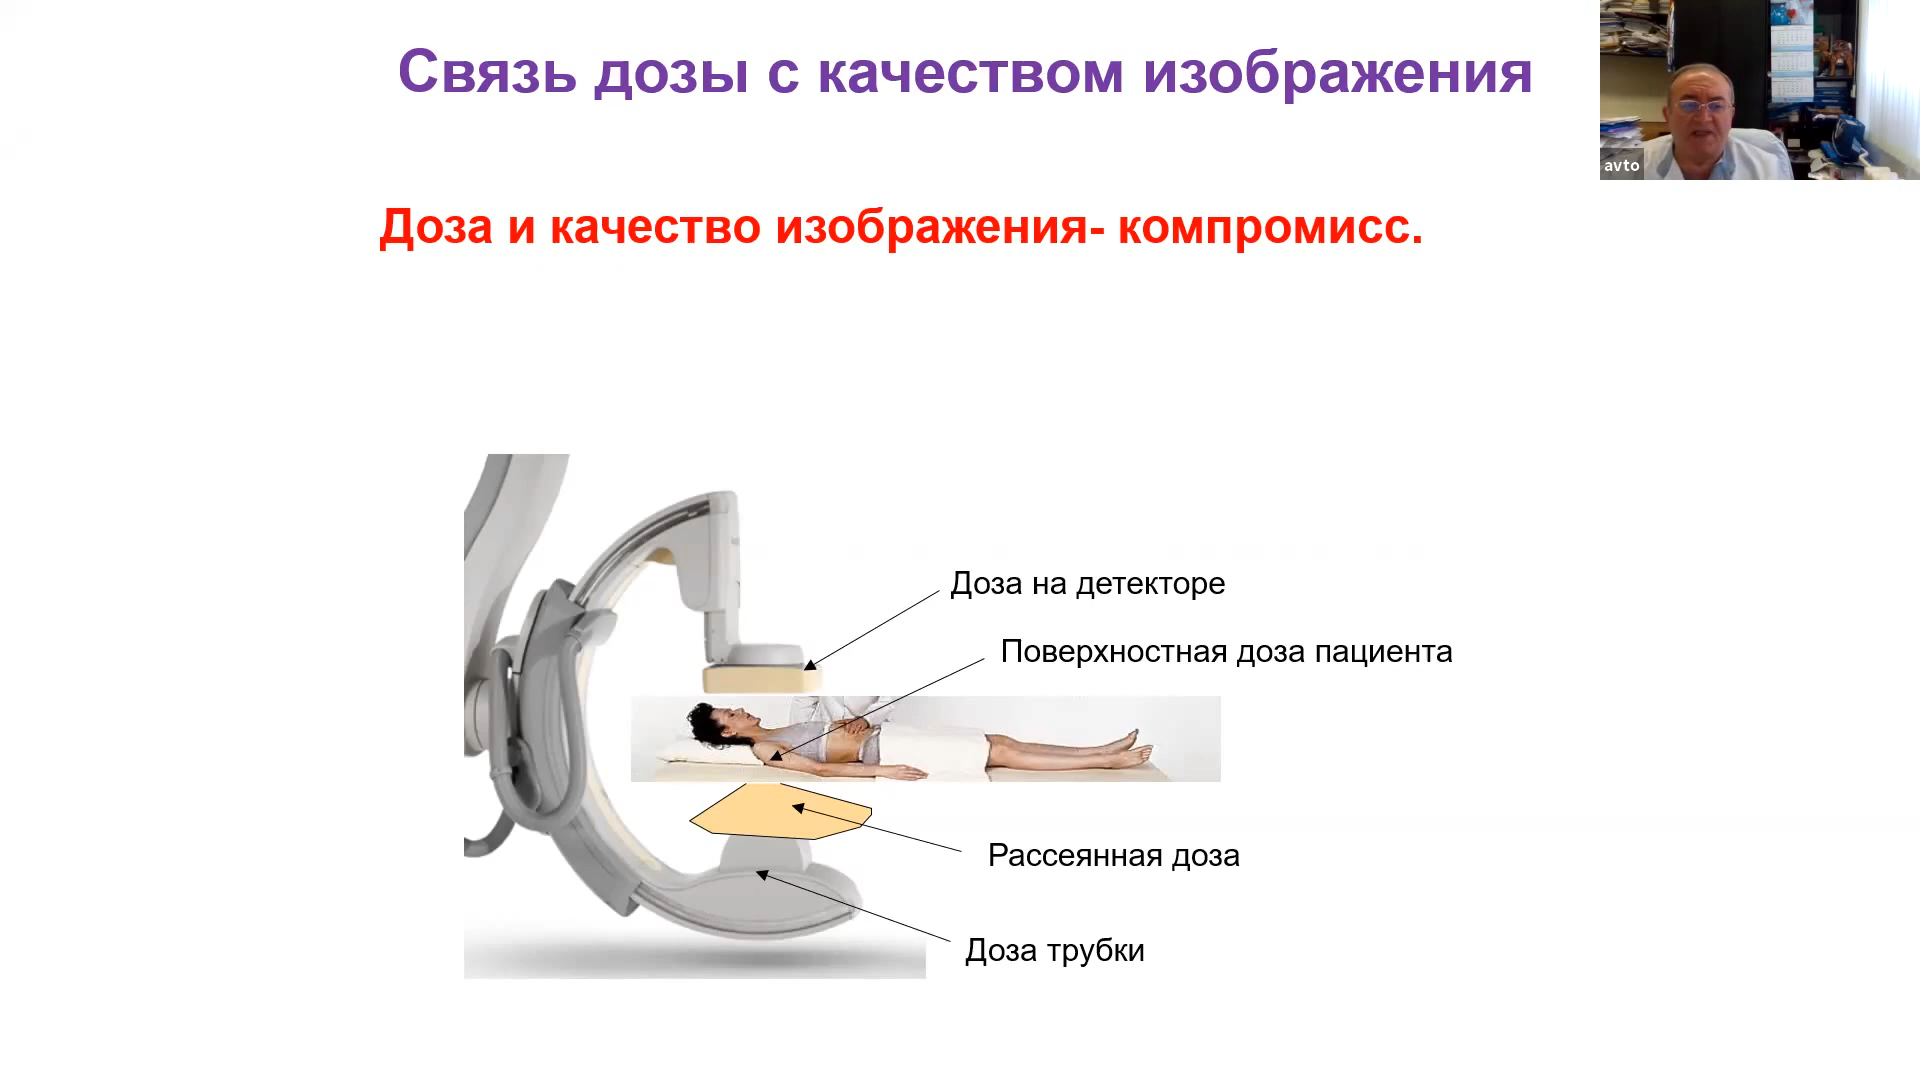 Связь дозы с качеством изображения
avto
Доза и качество изображения- компромисс.
Доза на детекторе
Поверхностная доза пациента
Рассеянная доза
Доза трубки